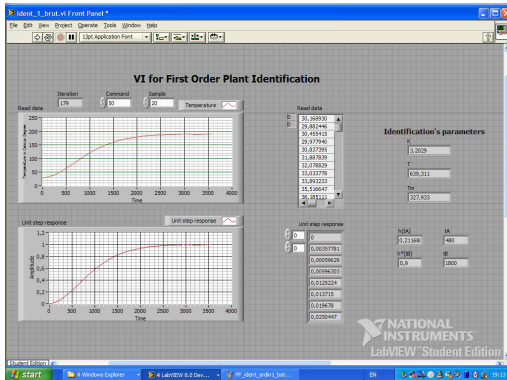 ident_1_brut.vi Front Panel *
File Edit View Project Operate Tools Window Help
13pt Application Font
VI for First Order Plant Identification
Iteration
179
Command
50
Sample
20
Temperature
Read data
Temperature in Celsius Degree
250
200
150
100
50
0
0 500 1000 1500 2000 2500 3000 3500 4000
Time
Read data
0
0
30,168930
29,882446
30,455415
29,977940
30,837395
31,887839
32,078829
33,033778
33,893233
35,516647
36,185111
Identification's parameters
K
3,2029
T
639,311
Tm
327,933
Unit step response
Unit step response
Amplitude
1,2
1
0,8
0,6
0,4
0,2
0
0 500 1000 1500 2000 2500 3000 3500 4000
Time
Unit step response
0
0
0
0,00357781
0,00059629
0,00596303
0,0125224
0,013715
0,019678
0,0250447
h(tA)
0,21168
tA
480
h*(tB)
0,9
tB
1800
NATIONAL
INSTRUMENTS
LabVIEW Student Edition
Student Edition
start
4 Windows Explorer
4 LabVIEW 8.0 Dev...
EN
19:13